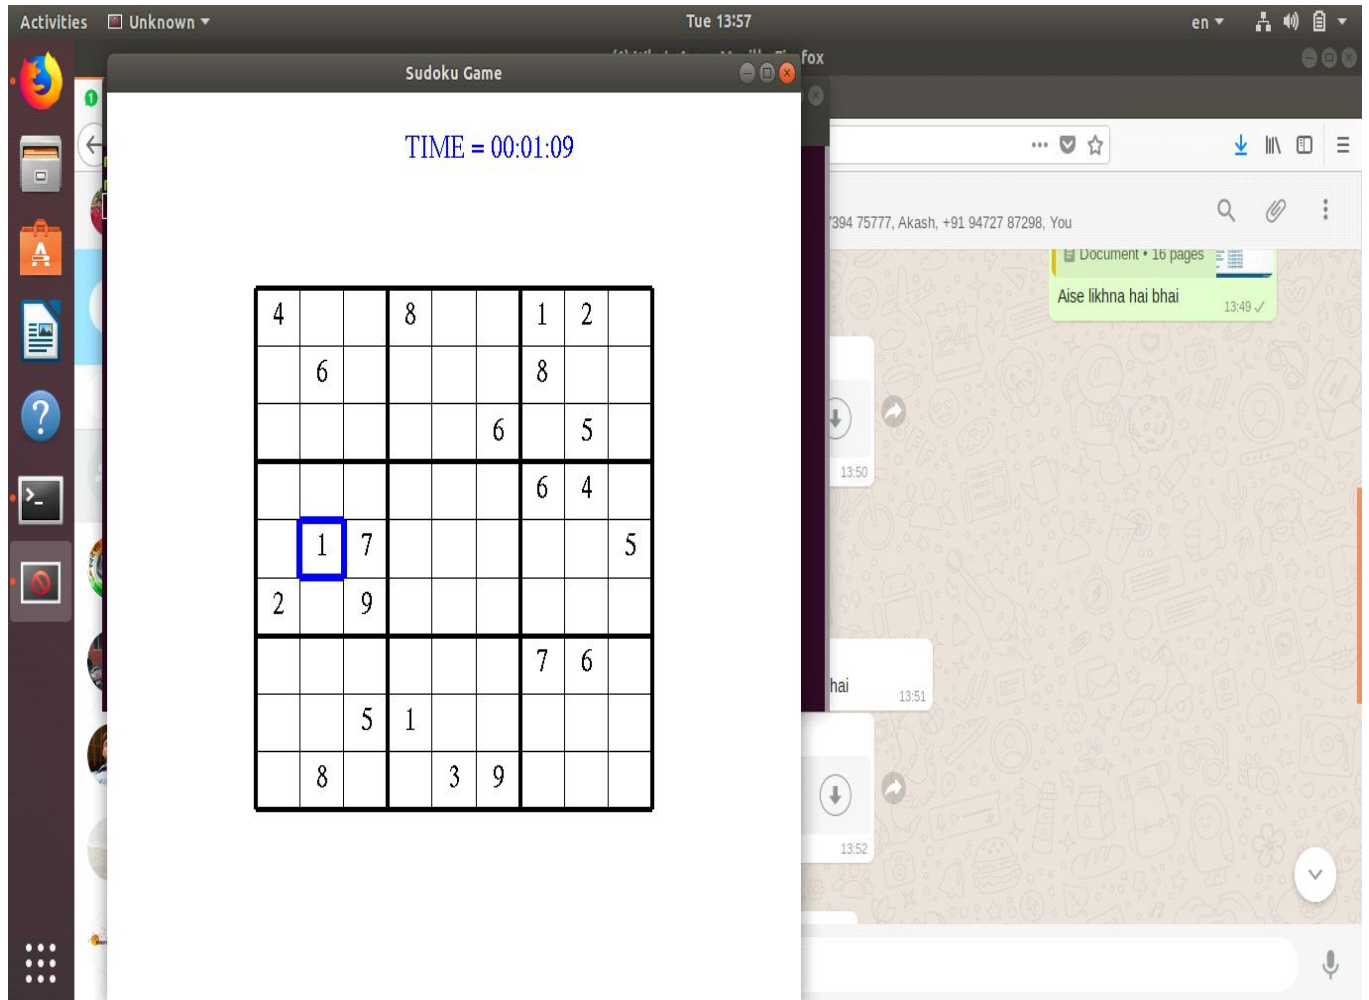 Activities Unknown Tue 13:57 en
Sudoku Game
fox
TIME = 00:01:09
394 75777, Akash, +91 94727 87298, You
Document • 16 pages
Aise likhna hai bhai 13:49
4 8 1 2
6 8
6 5
6 4
13:50
1 7 5
2 9
7 6
hai 13:51
5 1
8 3 9
13:52